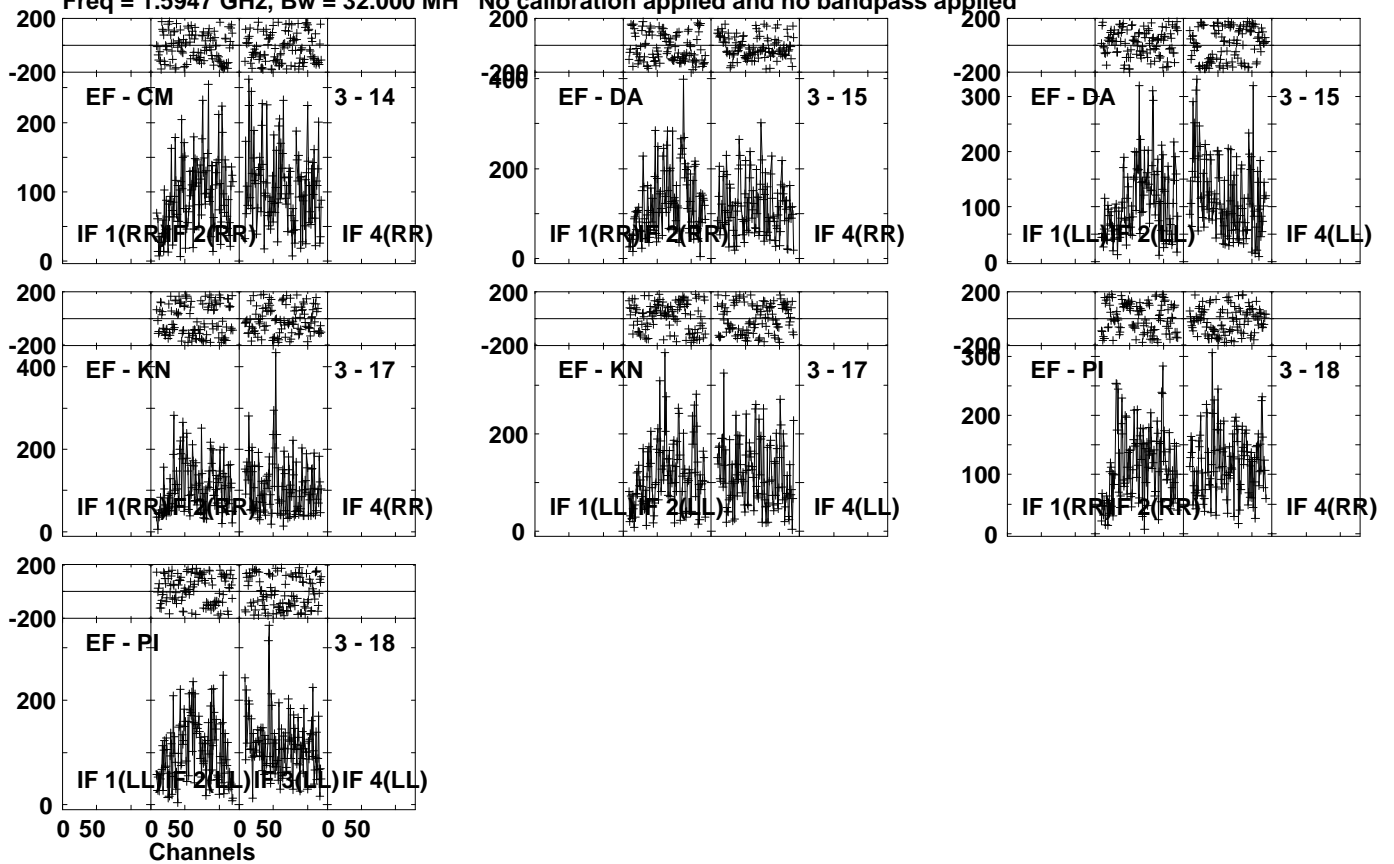 Freq = 1.5947 GHz, Bw = 32.000 MH No calibration applied and no bandpass applied
200
-200
EF - CM
3 - 14
200
100
0
IF 1(RR)
IF 2(RR)
IF 4(RR)
200
-200
400
EF - DA
3 - 15
200
0
IF 1(RR)
IF 2(RR)
IF 4(RR)
200
-200
EF - DA
3 - 15
300
200
100
0
IF 1(LL)
IF 2(LL)
IF 4(LL)
200
-200
400
EF - KN
3 - 17
200
0
IF 1(RR)
IF 2(RR)
IF 4(RR)
200
-200
EF - KN
3 - 17
200
0
IF 1(LL)
IF 2(LL)
IF 4(LL)
200
-200
300
EF - PI
3 - 18
200
100
0
IF 1(RR)
IF 2(RR)
IF 4(RR)
200
-200
EF - PI
3 - 18
200
0
IF 1(LL)
IF 2(LL)
IF 3(LL)
IF 4(LL)
0 50 0 50 0 50 0 50
Channels